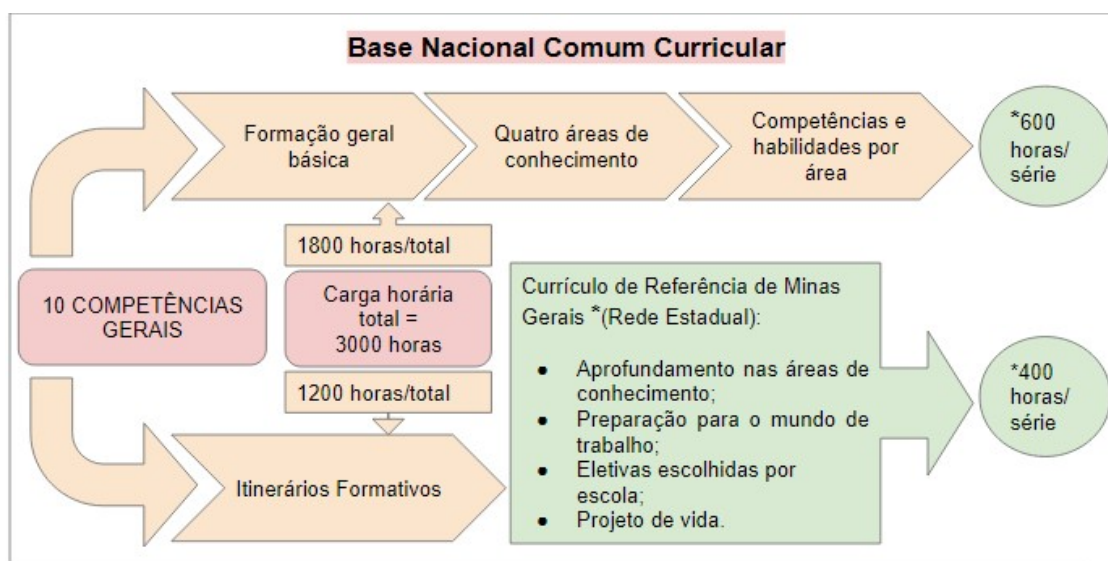 Base Nacional Comum Curricular
Formação geral
básica
Quatro áreas de
conhecimento
Competências e
habilidades por
área
*600
horas/
série
1800 horas/total
10 COMPETÊNCIAS
GERAIS
Carga horária
total =
3000 horas
1200 horas/total
Itinerários Formativos
Currículo de Referência de Minas
Gerais *(Rede Estadual):
● Aprofundamento nas áreas de
conhecimento;
● Preparação para o mundo de
trabalho;
● Eletivas escolhidas por
escola;
● Projeto de vida.
*400
horas/
série